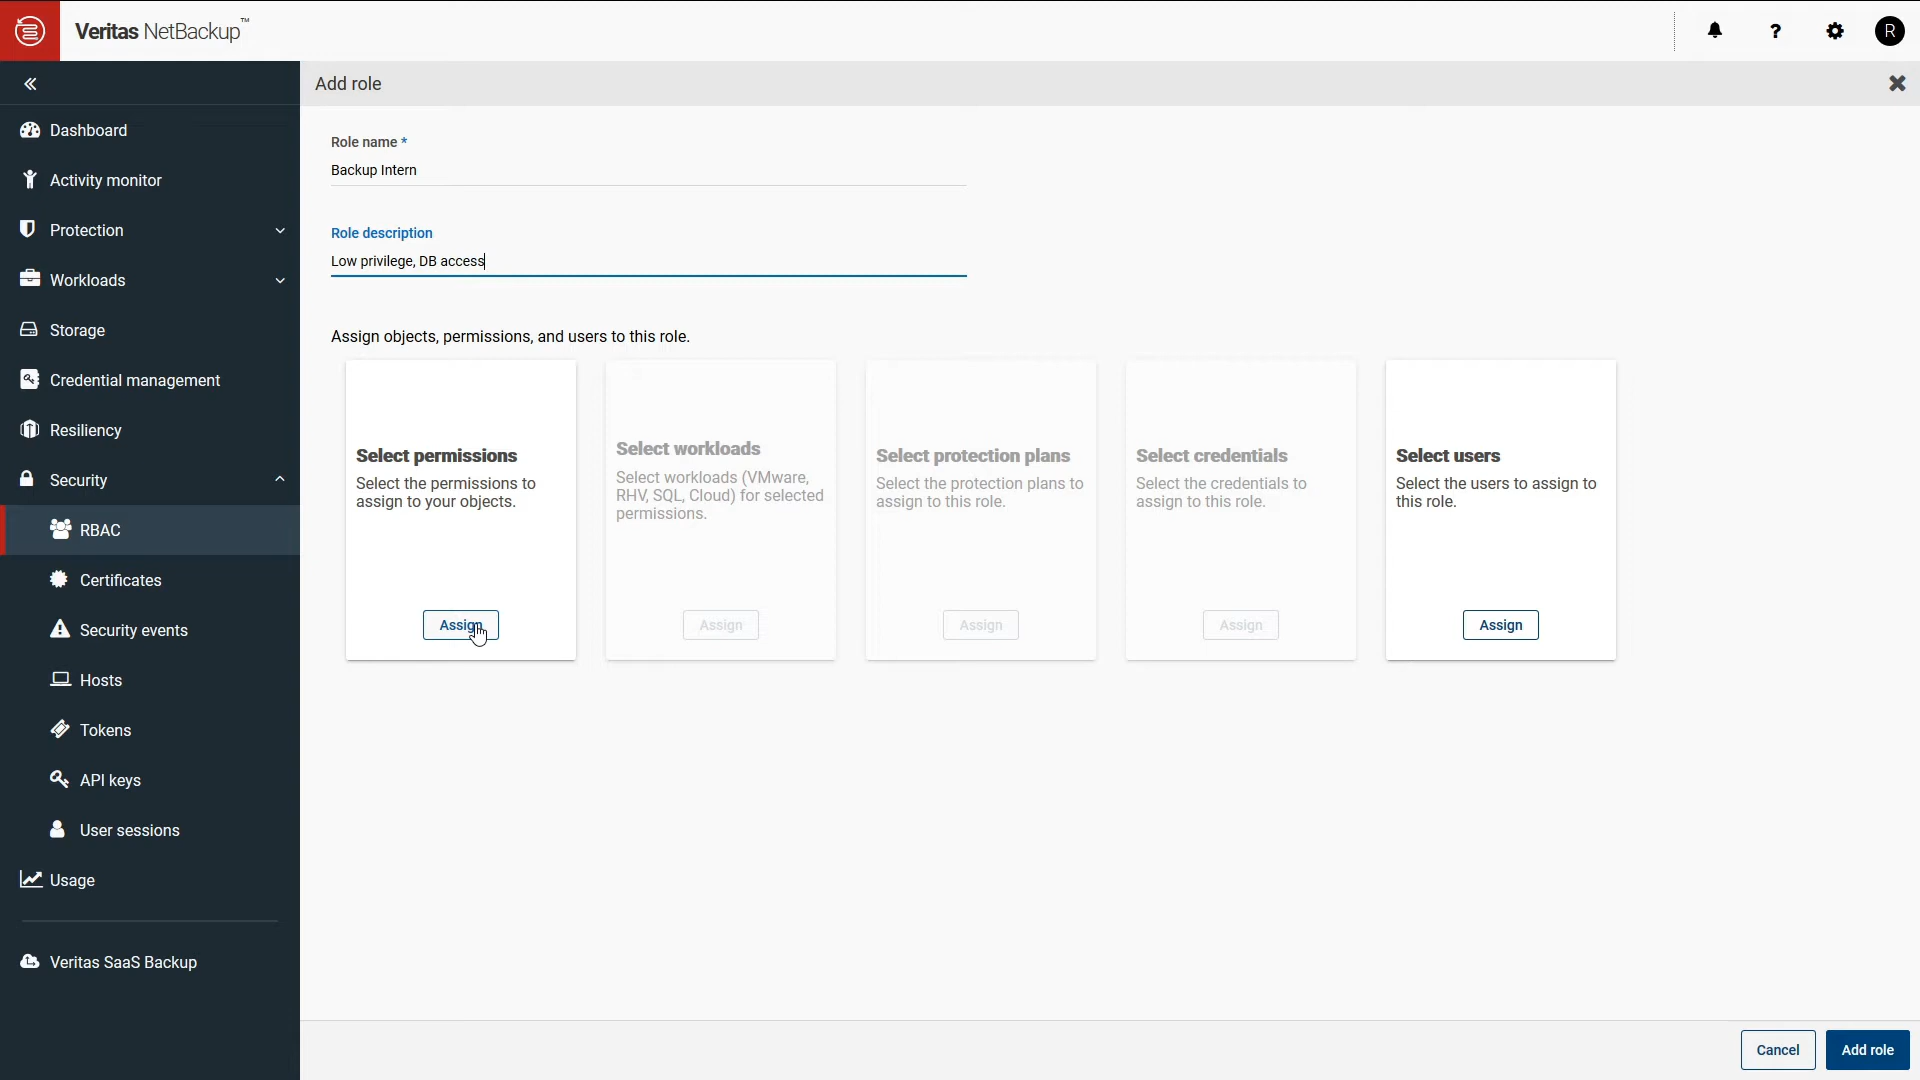 Veritas NetBackup™
?
R
Add role
Dashboard
Activity monitor
Protection
Workloads
Storage
Credential management
Resiliency
Security
RBAC
Certificates
Security events
Hosts
Tokens
API keys
User sessions
Usage
Veritas SaaS Backup
Role name *
Backup Intern
Role description
Low privilege, DB access
Assign objects, permissions, and users to this role.
Select permissions
Select the permissions to
assign to your objects.
Assign
Select workloads
Select workloads (VMware,
RHV, SQL, Cloud) for selected
permissions.
Assign
Select protection plans
Select the protection plans to
assign to this role.
Assign
Select credentials
Select the credentials to
assign to this role.
Assign
Select users
Select the users to assign to
this role.
Assign
Cancel
Add role